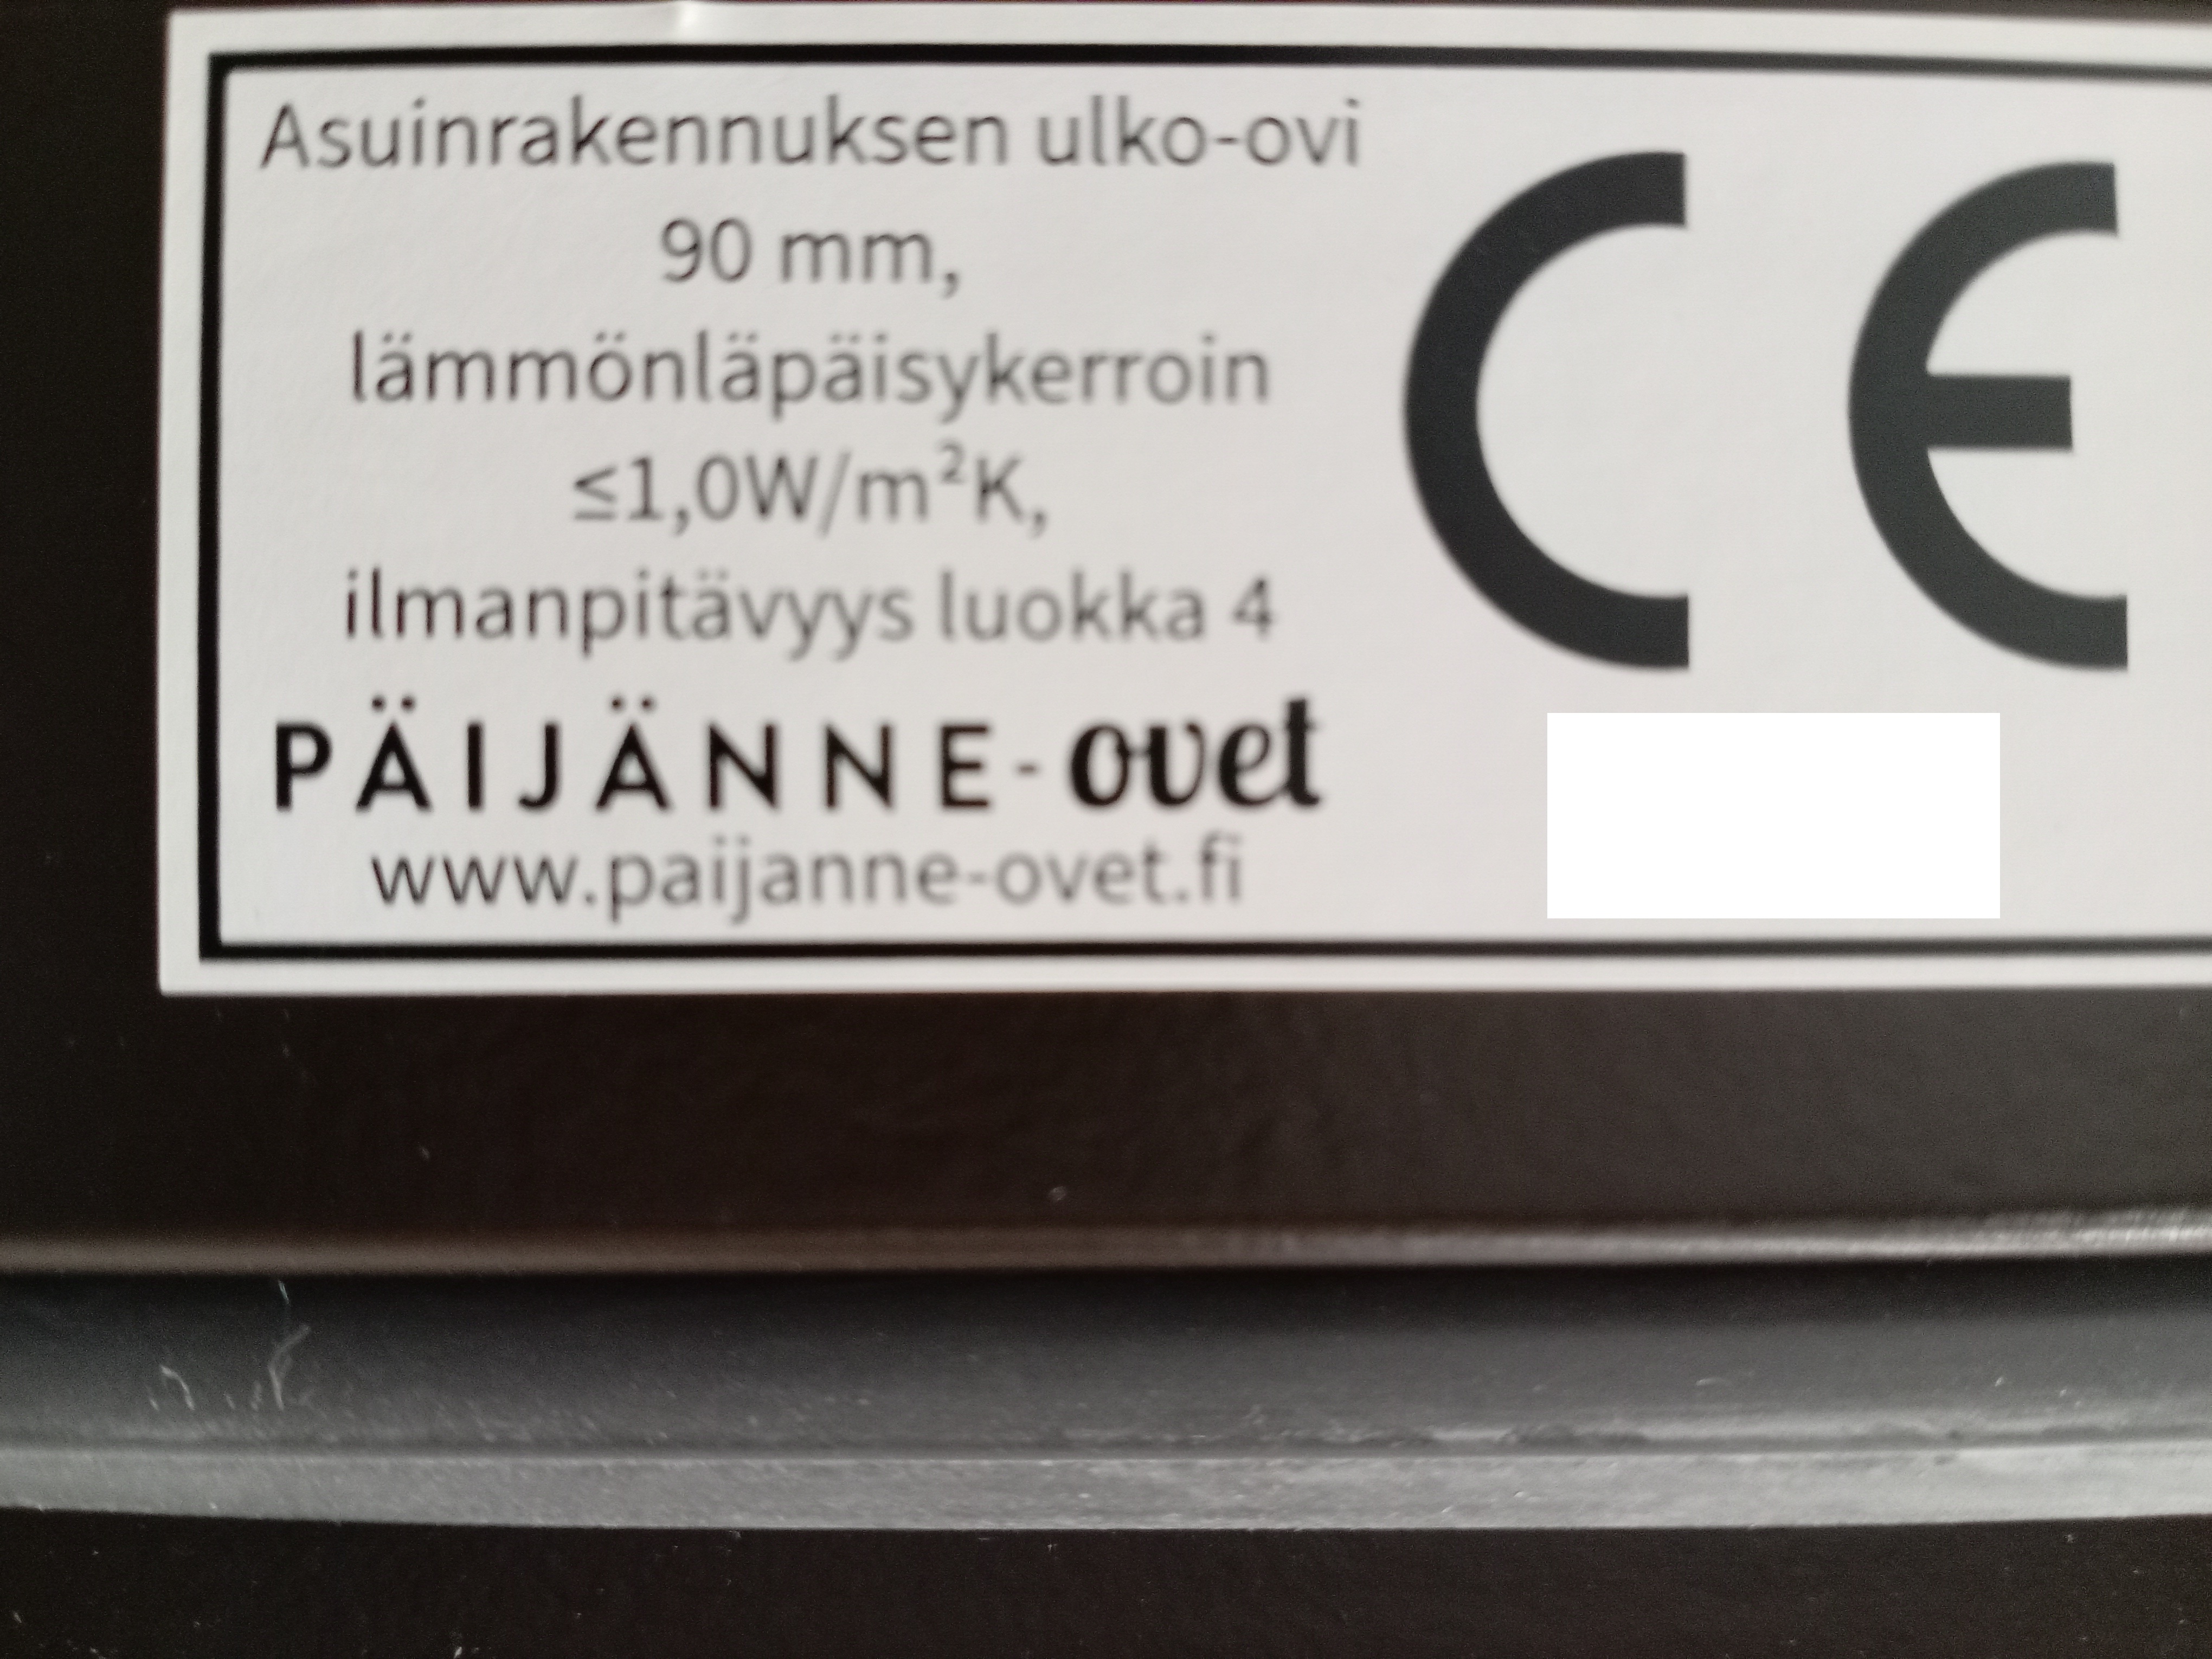 Asuinrakennuksen ulko-ovi
90 mm,
lämmönläpäisykerroin
≤1,0W/m²K,
ilmanpitävyys luokka 4
PÄIJÄNNE-ovet
www.paijanne-ovet.fi
CE